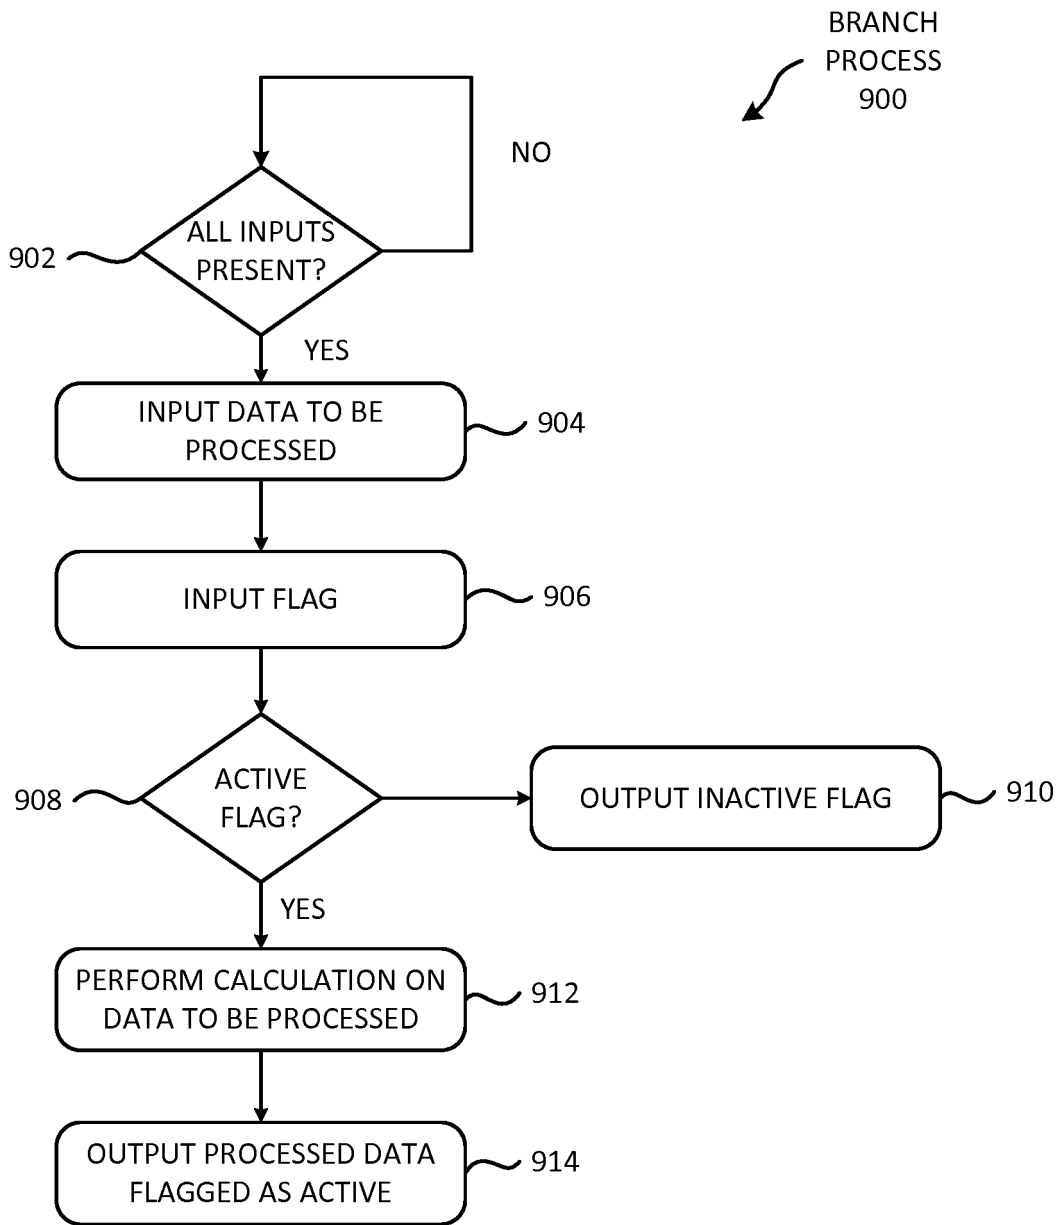 BRANCH
PROCESS
900
NO
ALL INPUTS
PRESENT?
902
YES
INPUT DATA TO BE
PROCESSED
904
INPUT FLAG
906
ACTIVE
FLAG?
908
OUTPUT INACTIVE FLAG
910
YES
PERFORM CALCULATION ON
DATA TO BE PROCESSED
912
OUTPUT PROCESSED DATA
FLAGGED AS ACTIVE
914